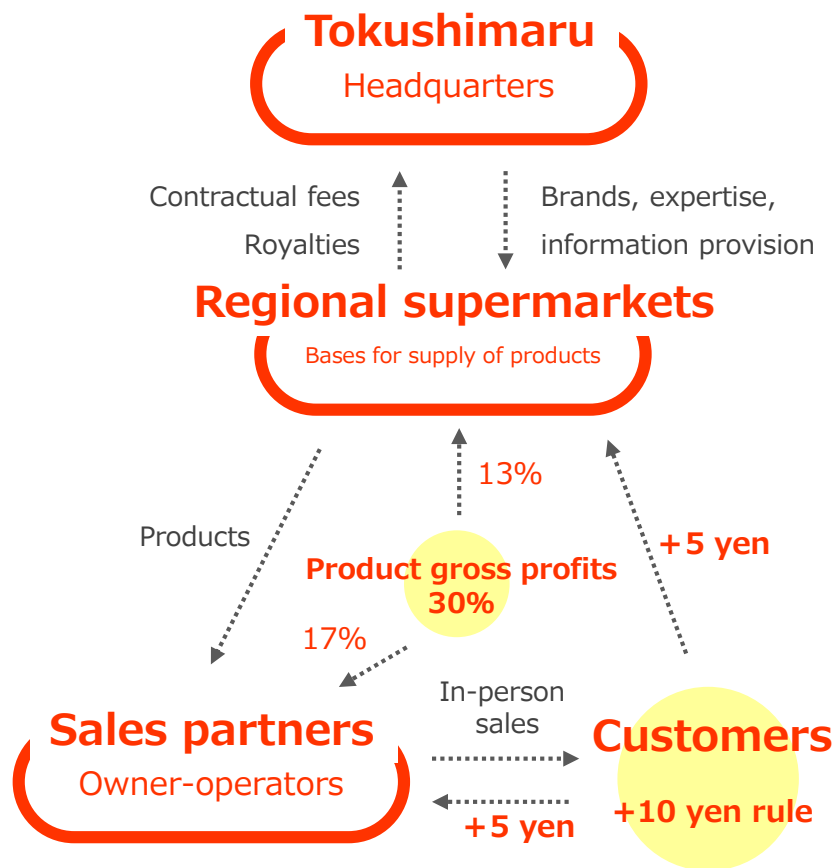 Tokushimaru
Headquarters
Contractual fees
Royalties
Brands, expertise,
information provision
Regional supermarkets
Bases for supply of products
13%
Products
+5 yen
Product gross profits
30%
17%
In-person
sales
Sales partners
Owner-operators
Customers
+10 yen rule
+5 yen